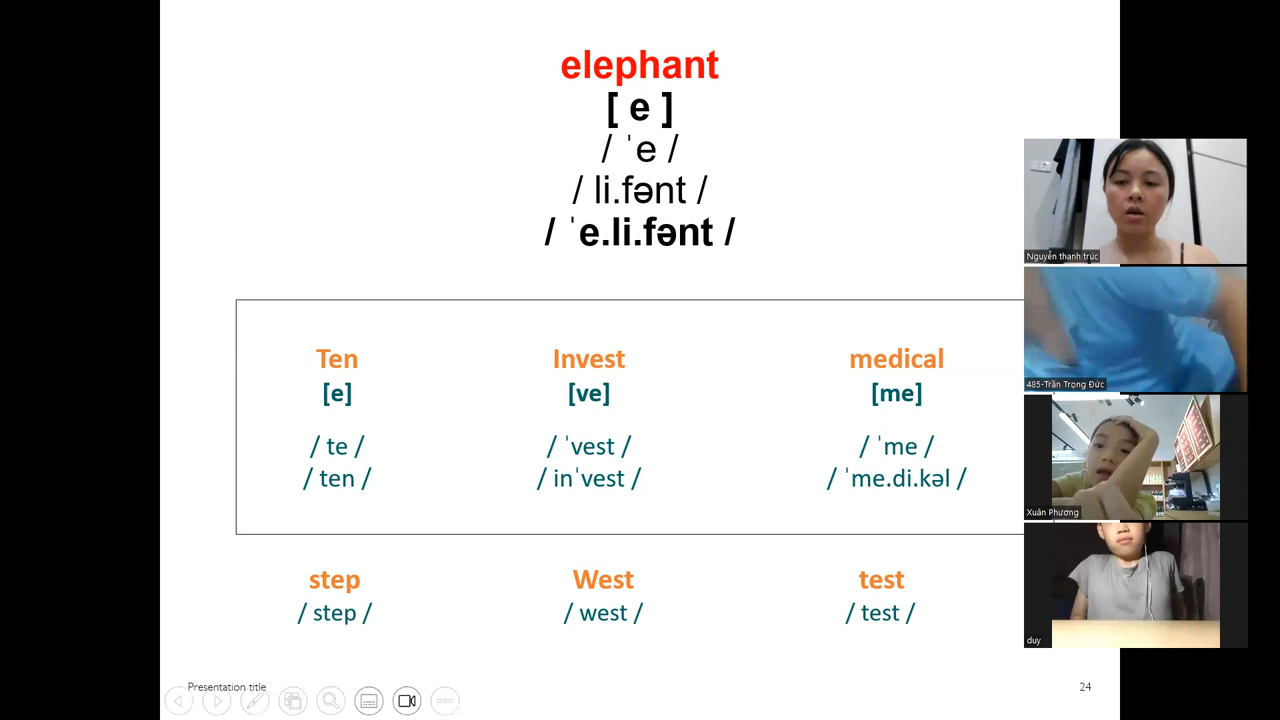 elephant
[ e ]
/ ˈe /
/ li.fənt /
/ ˈe.li.fənt /
Ten
[e]
/ te /
/ ten /
Invest
[ve]
/ ˈvest /
/ inˈvest /
medical
[me]
/ ˈme /
/ ˈme.di.kəl /
step
/ step /
West
/ west /
test
/ test /
Presentation title
24
Nguyễn thanh trúc
485-Trần Trọng Đức
Xuân Phương
duy